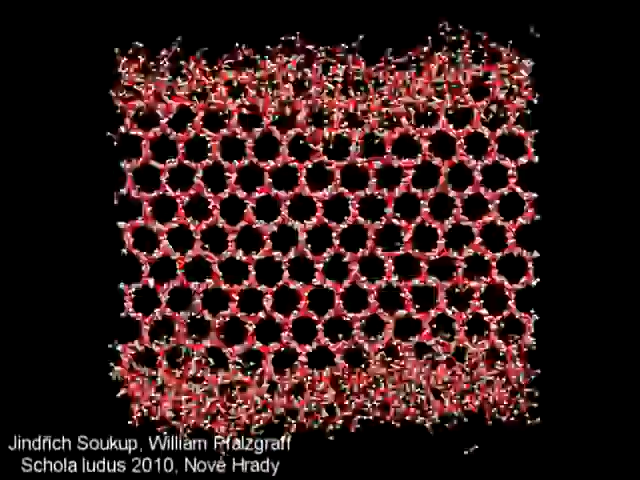 Jindřich Soukup, William Pfalzgraff
Schola ludus 2010, Nové Hrady